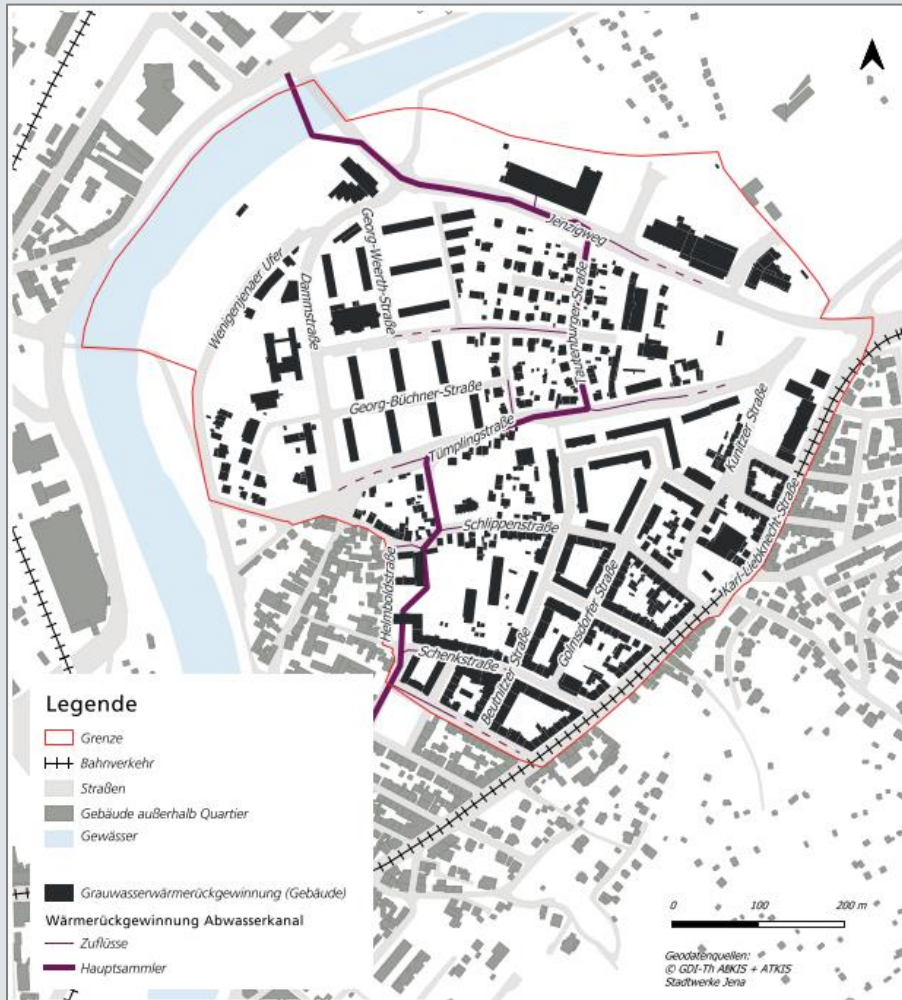 Jenzigweg
Georg-Weerth-Straße
Wenigenjenaer Ufer
Dammstraße
Tautenburger Straße
Georg-Büchner-Straße
Tümplingstraße
Kunitzer Straße
Schlippenstraße
Karl-Liebknecht-Straße
Helmboldstraße
Golmsdorfer Straße
Schenkstraße
Beutnitzer Straße
Legende
Grenze
Bahnverkehr
Straßen
Gebäude außerhalb Quartier
Gewässer
Grauwasserwärmerückgewinnung (Gebäude)
Wärmerückgewinnung Abwasserkanal
Zuflüsse
Hauptsammler
0 100 200 m
Geodatenquellen:
© GDI-Th ALKIS + ATKIS
Stadtwerke Jena